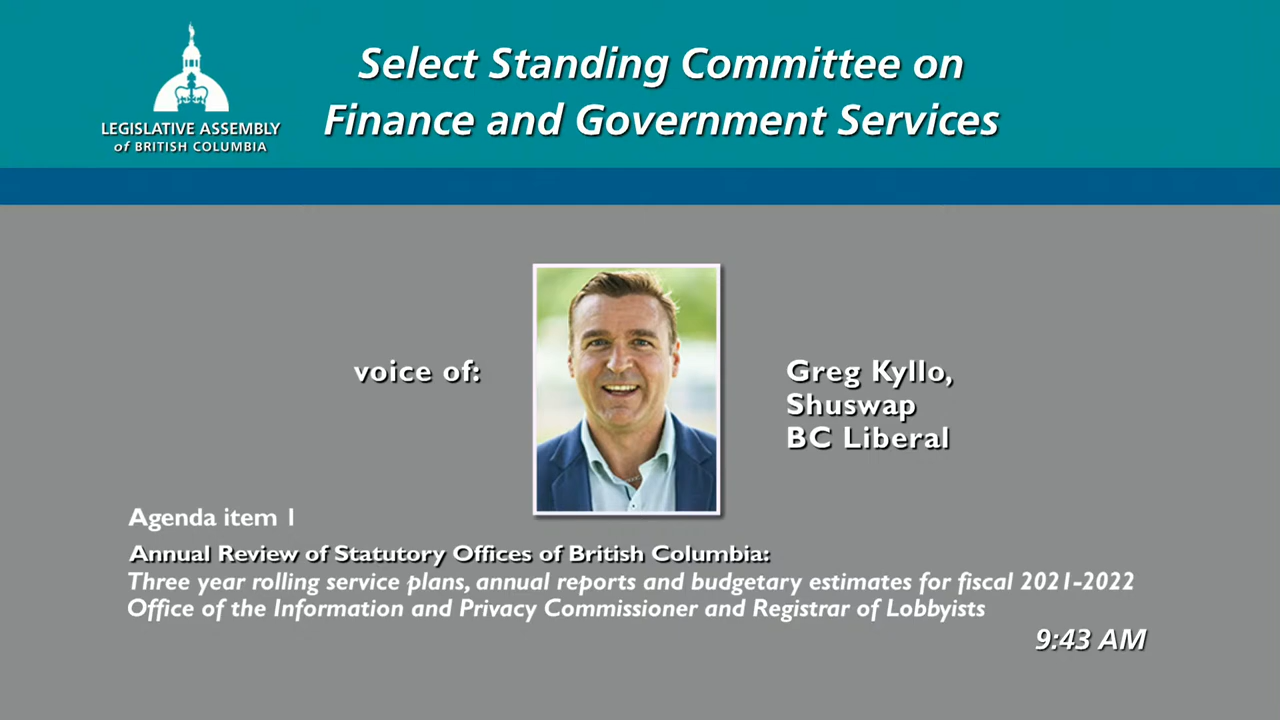 LEGISLATIVE ASSEMBLY
of BRITISH COLUMBIA
Select Standing Committee on
Finance and Government Services
voice of:
Greg Kyllo,
Shuswap
BC Liberal
Agenda item 1
Annual Review of Statutory Offices of British Columbia:
Three year rolling service plans, annual reports and budgetary estimates for fiscal 2021-2022
Office of the Information and Privacy Commissioner and Registrar of Lobbyists
9:43 AM